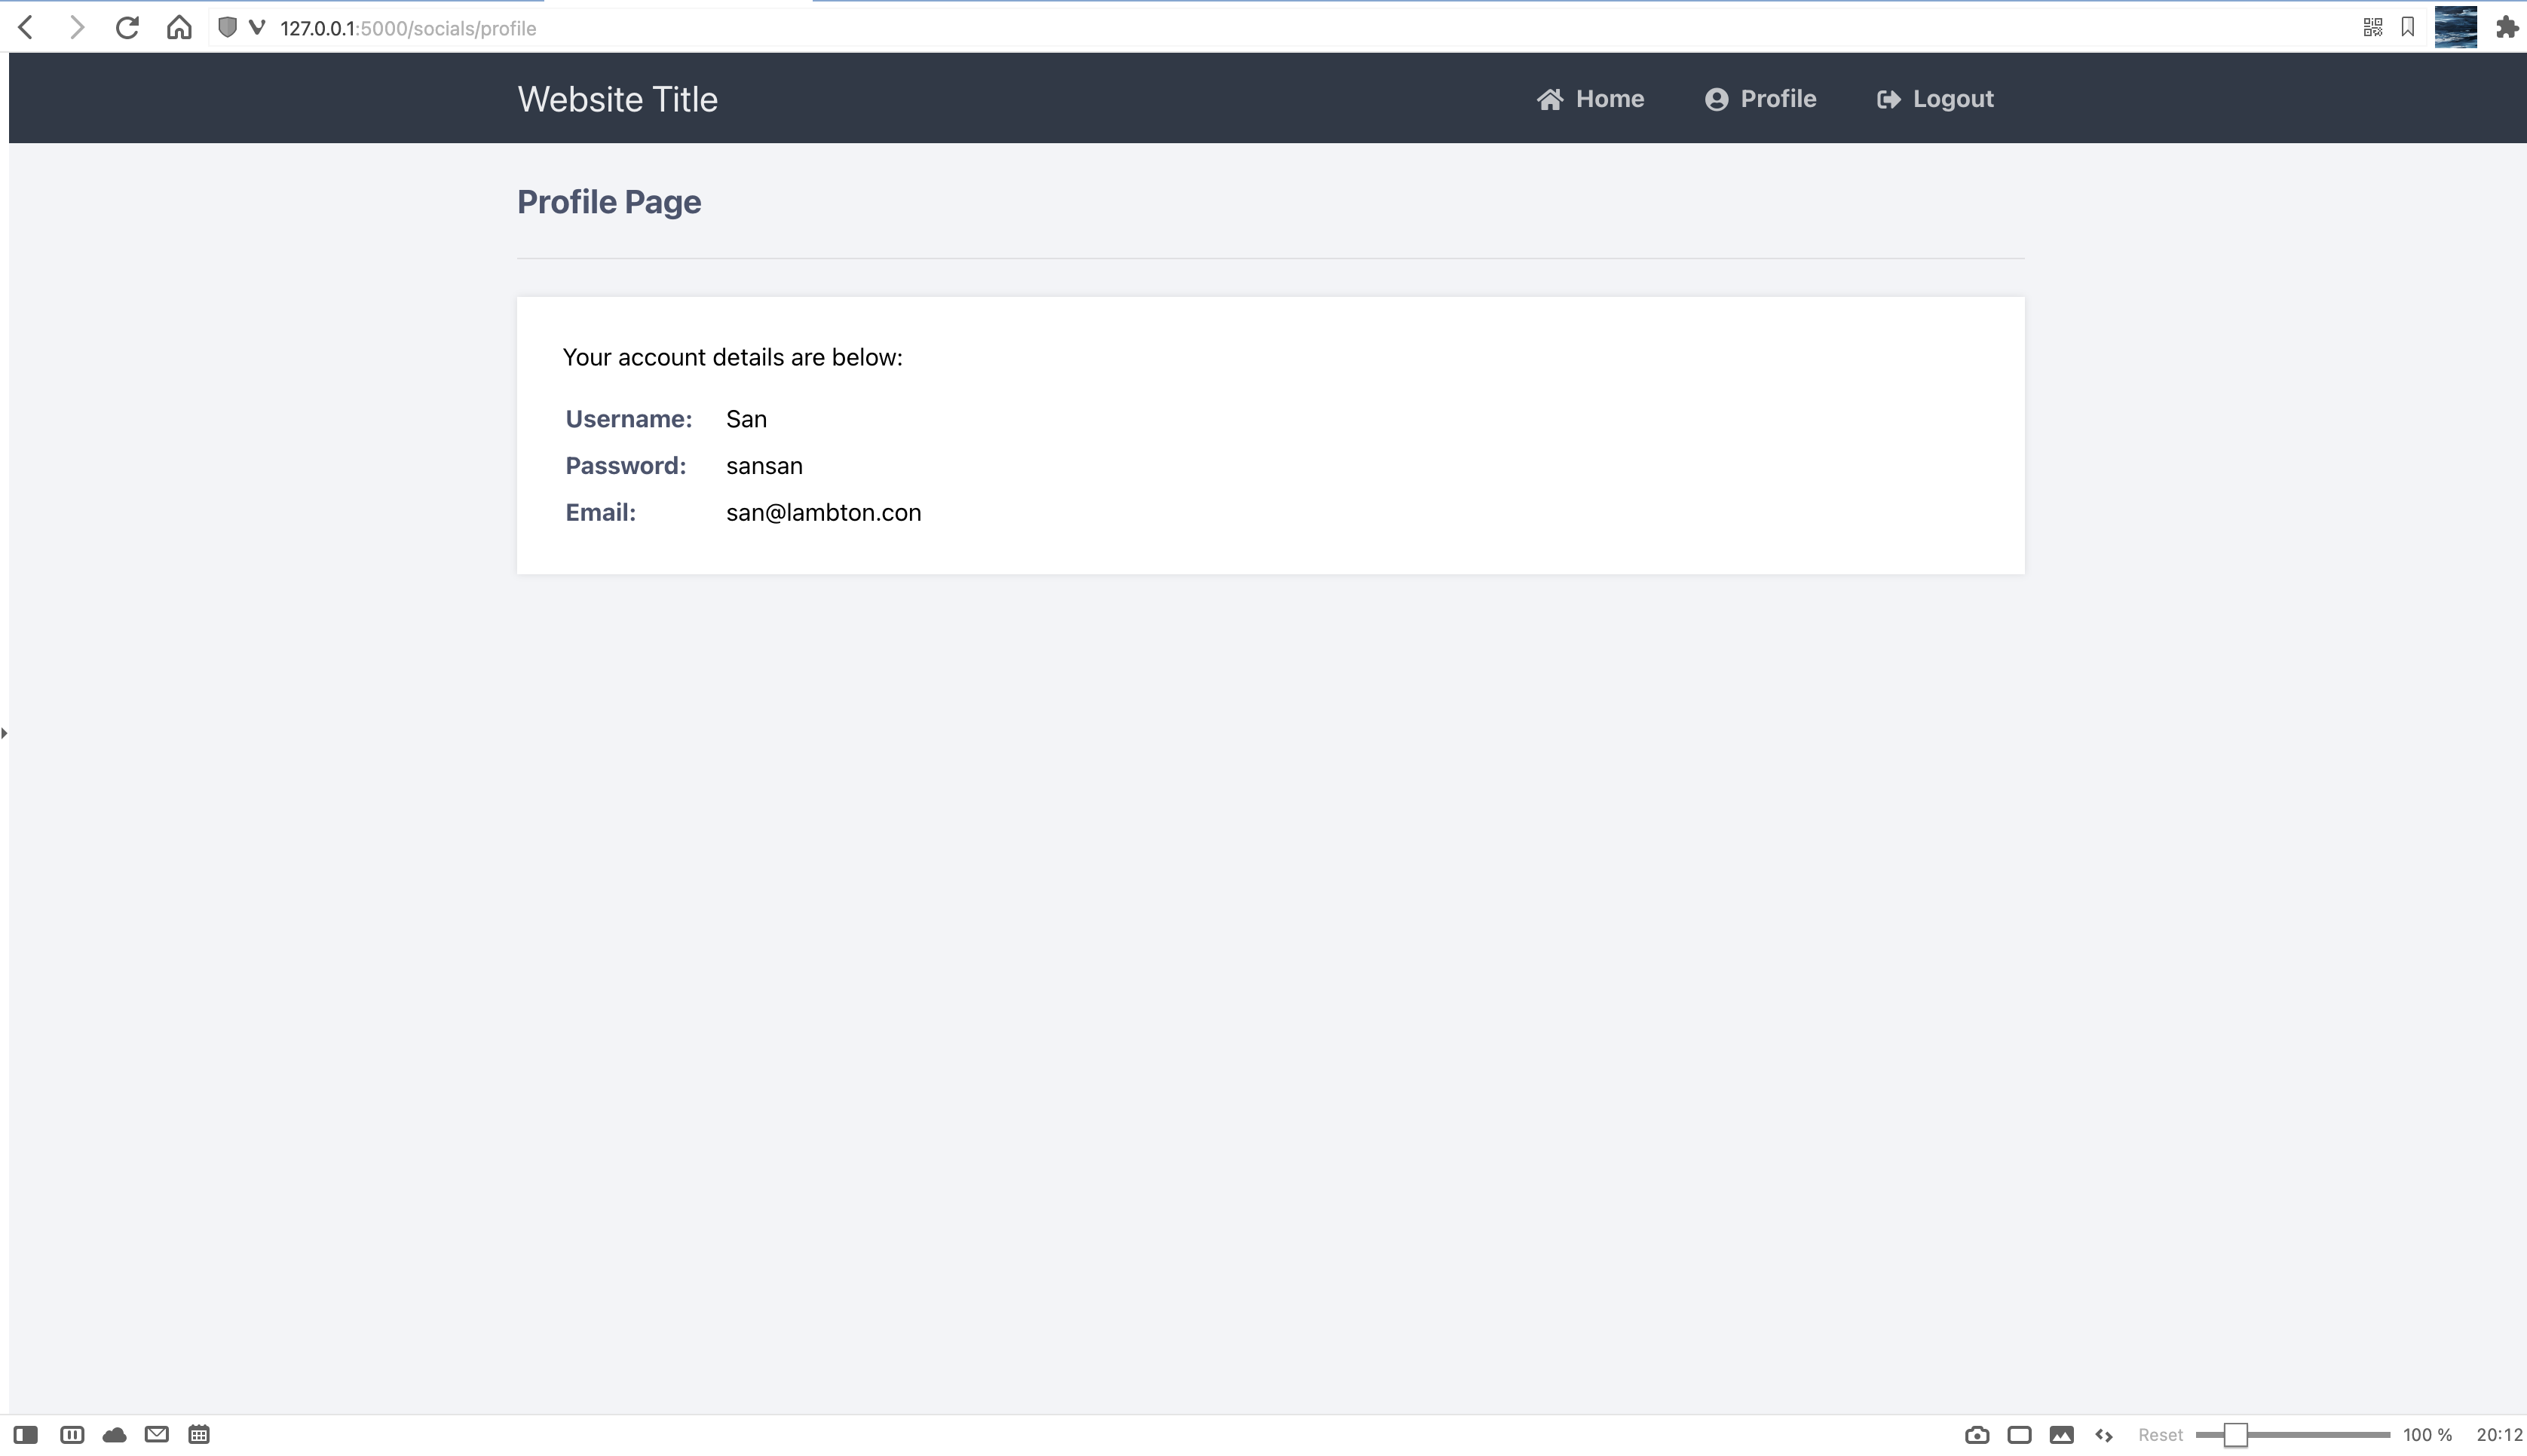 127.0.0.1:5000/socials/profile
Website Title
Home Profile Logout
Profile Page
Your account details are below:
Username: San
Password: sansan
Email: san@lambton.con
Reset 100 % 20:12